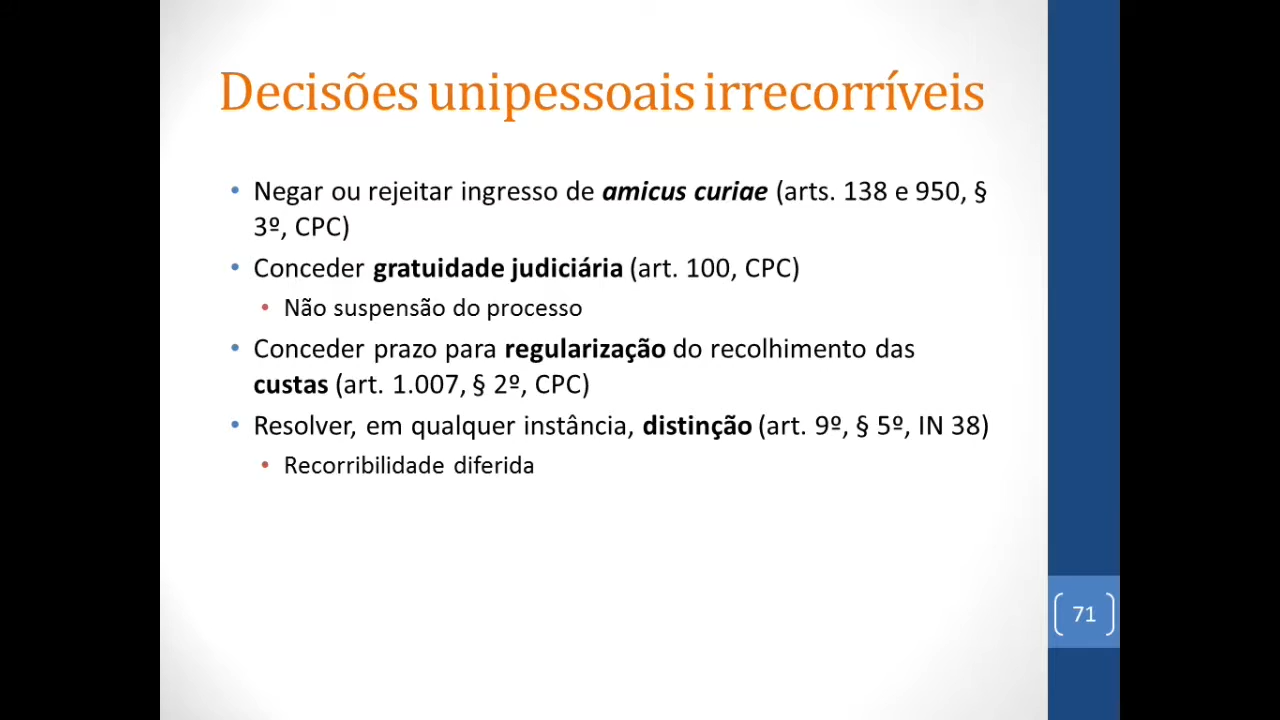 Decisões unipessoais irrecorríveis
• Negar ou rejeitar ingresso de amicus curiae (arts. 138 e 950, §
3º, CPC)
• Conceder gratuidade judiciária (art. 100, CPC)
• Não suspensão do processo
• Conceder prazo para regularização do recolhimento das
custas (art. 1.007, § 2º, CPC)
• Resolver, em qualquer instância, distinção (art. 9º, § 5º, IN 38)
• Recorribilidade diferida
71